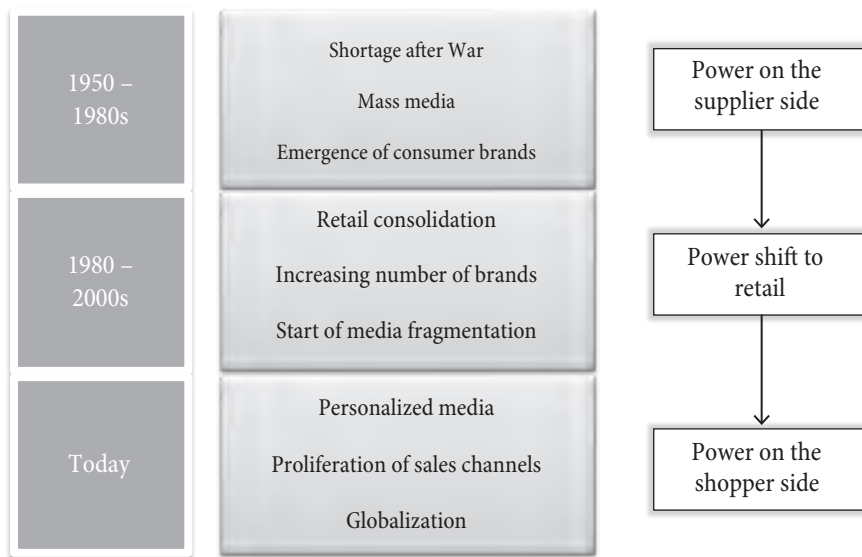 1950 –
1980s
Shortage after War
Mass media
Emergence of consumer brands
Power on the
supplier side
1980 –
2000s
Retail consolidation
Increasing number of brands
Start of media fragmentation
Power shift to
retail
Today
Personalized media
Proliferation of sales channels
Globalization
Power on the
shopper side